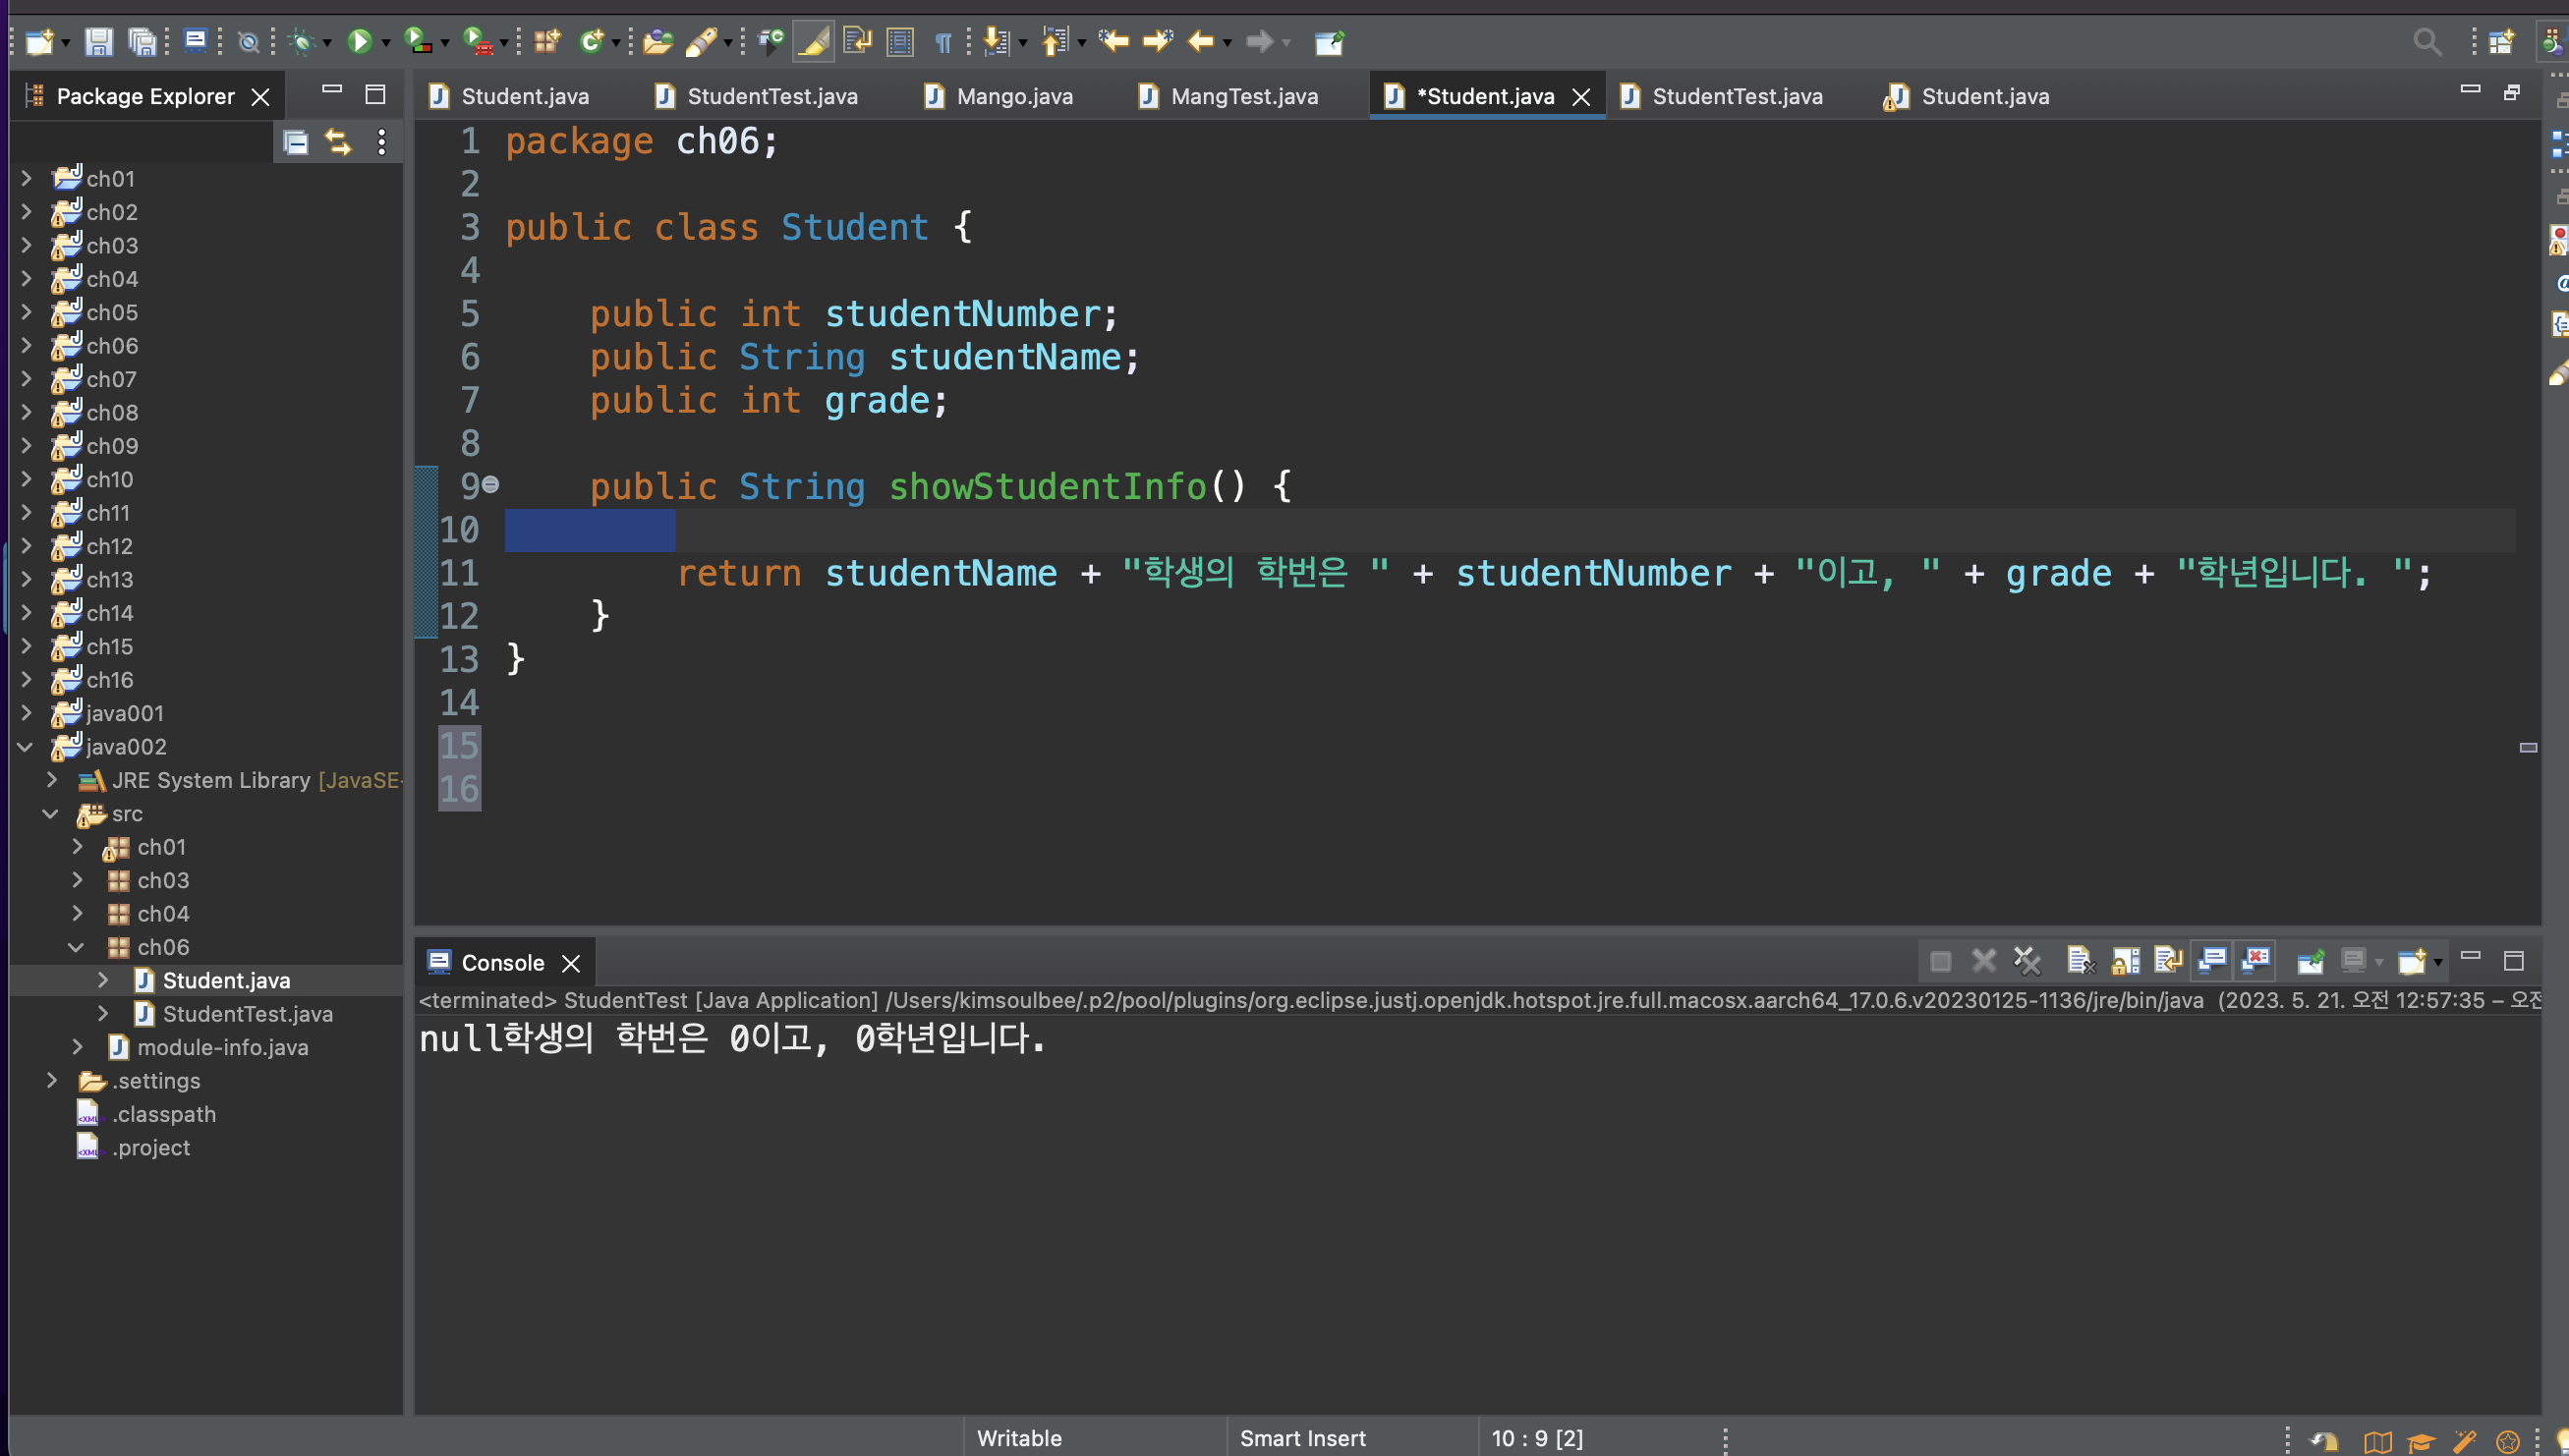 Package Explorer
ch01
ch02
ch03
ch04
ch05
ch06
ch07
ch08
ch09
ch10
ch11
ch12
ch13
ch14
ch15
ch16
java001
java002
JRE System Library [JavaSE-
src
ch01
ch03
ch04
ch06
Student.java
StudentTest.java
module-info.java
.settings
.classpath
.project
Student.java StudentTest.java Mango.java MangTest.java *Student.java StudentTest.java Student.java
1 package ch06;
2
3 public class Student {
4
5 public int studentNumber;
6 public String studentName;
7 public int grade;
8
9 public String showStudentInfo() {
10
11 return studentName + "학생의 학번은 " + studentNumber + "이고, " + grade + "학년입니다. ";
12 }
13 }
14
15
16
Console
<terminated> StudentTest [Java Application] /Users/kimsoulbee/.p2/pool/plugins/org.eclipse.justj.openjdk.hotspot.jre.full.macosx.aarch64_17.0.6.v20230125-1136/jre/bin/java (2023. 5. 21. 오전 12:57:35 – 오전
null학생의 학번은 0이고, 0학년입니다.
Writable Smart Insert 10 : 9 [2]